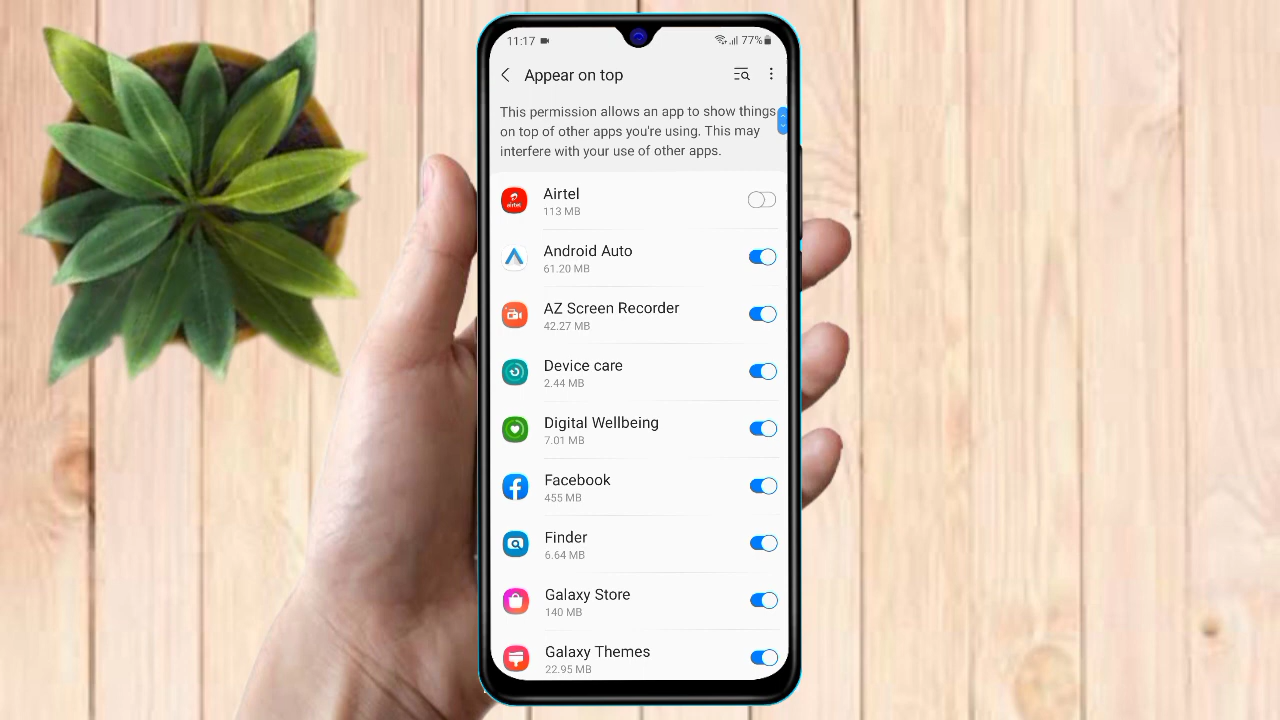 11:17 77%
Appear on top
This permission allows an app to show things
on top of other apps you're using. This may
interfere with your use of other apps.
airtel
Airtel
113 MB
Android Auto
61.20 MB
AZ Screen Recorder
42.27 MB
Device care
2.44 MB
Digital Wellbeing
7.01 MB
Facebook
455 MB
Finder
6.64 MB
Galaxy Store
140 MB
Galaxy Themes
22.95 MB